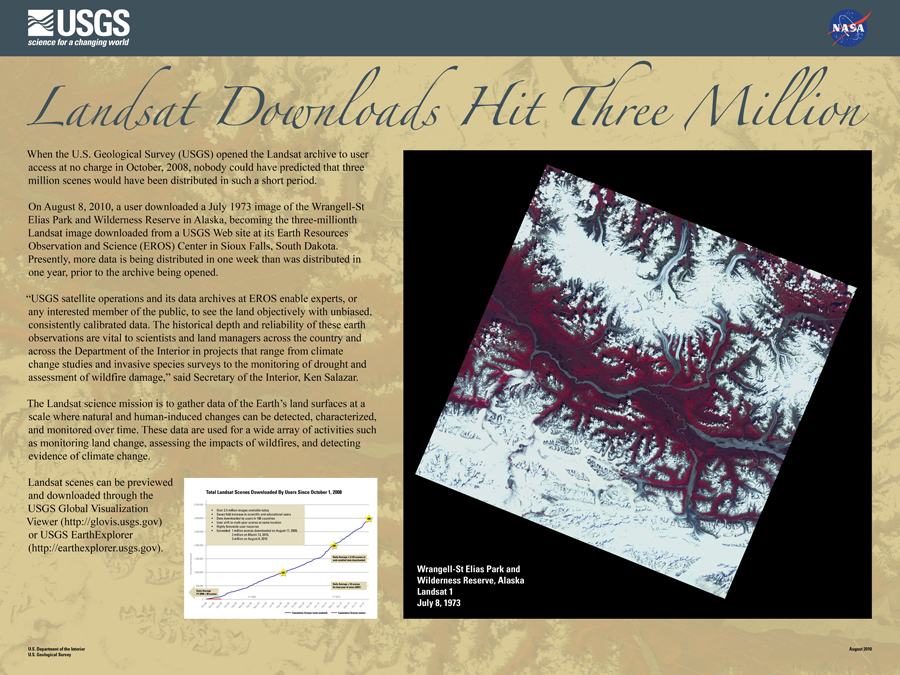 USGS
science for a changing world
NASA
Landsat Downloads Hit Three Million
When the U.S. Geological Survey (USGS) opened the Landsat archive to user
access at no charge in October, 2008, nobody could have predicted that three
million scenes would have been distributed in such a short period.
On August 8, 2010, a user downloaded a July 1973 image of the Wrangell-St
Elias Park and Wilderness Reserve in Alaska, becoming the three-millionth
Landsat image downloaded from a USGS Web site at its Earth Resources
Observation and Science (EROS) Center in Sioux Falls, South Dakota.
Presently, more data is being distributed in one week than was distributed in
one year, prior to the archive being opened.
“USGS satellite operations and its data archives at EROS enable experts, or
any interested member of the public, to see the land objectively with unbiased,
consistently calibrated data. The historical depth and reliability of these earth
observations are vital to scientists and land managers across the country and
across the Department of the Interior in projects that range from climate
change studies and invasive species surveys to the monitoring of drought and
assessment of wildfire damage,” said Secretary of the Interior, Ken Salazar.
The Landsat science mission is to gather data of the Earth’s land surfaces at a
scale where natural and human-induced changes can be detected, characterized,
and monitored over time. These data are used for a wide array of activities such
as monitoring land change, assessing the impacts of wildfires, and detecting
evidence of climate change.
Landsat scenes can be previewed
and downloaded through the
USGS Global Visualization
Viewer (http://glovis.usgs.gov)
or USGS EarthExplorer
(http://earthexplorer.usgs.gov).
Total Landsat Scenes Downloaded By Users Since October 1, 2008
Wrangell-St Elias Park and
Wilderness Reserve, Alaska
Landsat 1
July 8, 1973
U.S. Department of the Interior
U.S. Geological Survey
August 2010